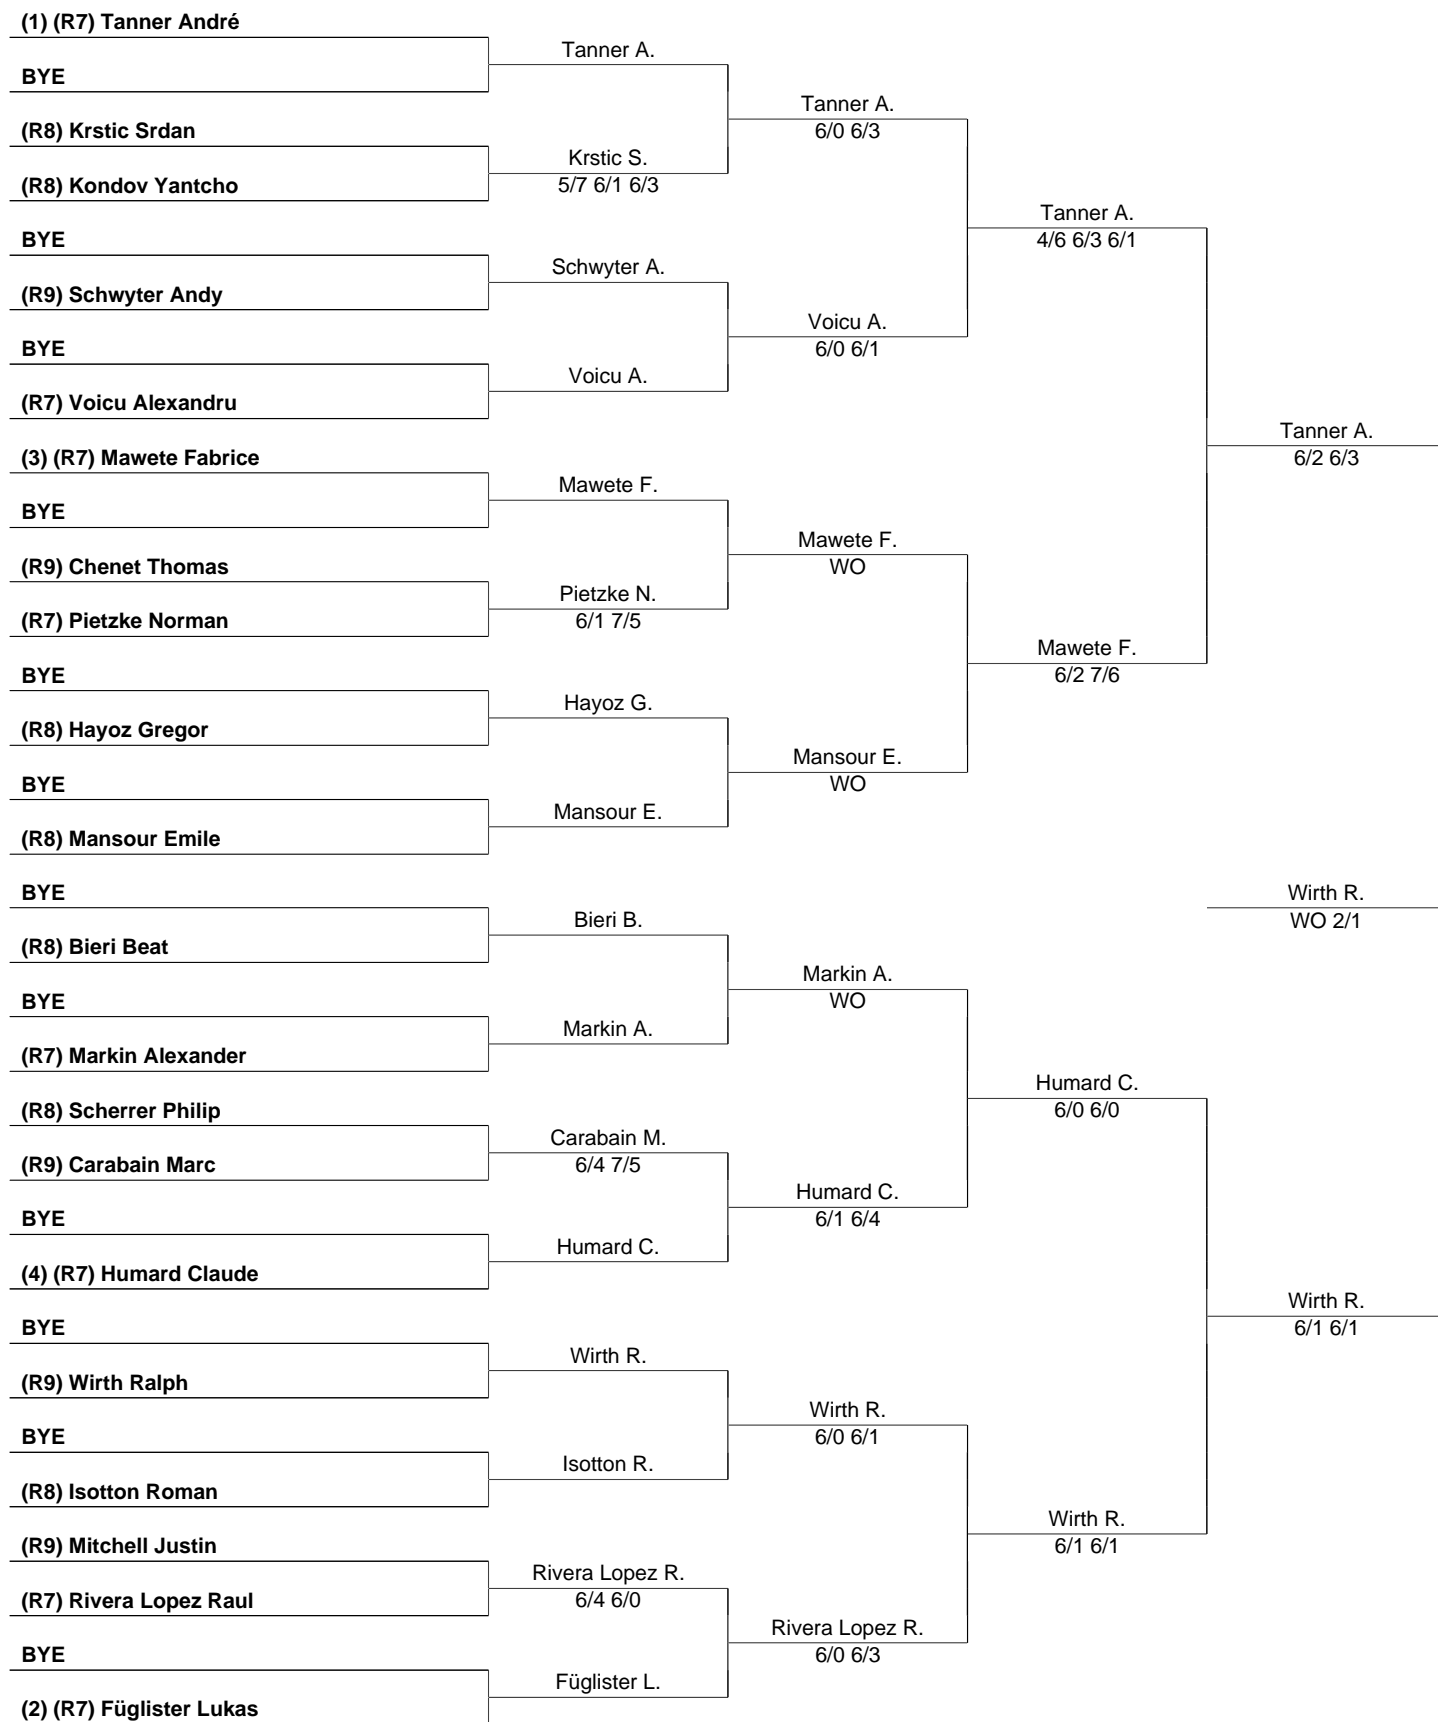 (1) (R7) Tanner André
BYE
(R8) Krstic Srdan
(R8) Kondov Yantcho
BYE
(R9) Schwyter Andy
BYE
(R7) Voicu Alexandru
(3) (R7) Mawete Fabrice
BYE
(R9) Chenet Thomas
(R7) Pietzke Norman
BYE
(R8) Hayoz Gregor
BYE
(R8) Mansour Emile
BYE
(R8) Bieri Beat
BYE
(R7) Markin Alexander
(R8) Scherrer Philip
(R9) Carabain Marc
BYE
(4) (R7) Humard Claude
BYE
(R9) Wirth Ralph
BYE
(R8) Isotton Roman
(R9) Mitchell Justin
(R7) Rivera Lopez Raul
BYE
(2) (R7) Füglister Lukas
Tanner A.
Krstic S.
5/7 6/1 6/3
Schwyter A.
Voicu A.
Mawete F.
Pietzke N.
6/1 7/5
Hayoz G.
Mansour E.
Bieri B.
Markin A.
Carabain M.
6/4 7/5
Humard C.
Wirth R.
Isotton R.
Rivera Lopez R.
6/4 6/0
Füglister L.
Tanner A.
6/0 6/3
Voicu A.
6/0 6/1
Mawete F.
WO
Mansour E.
WO
Markin A.
WO
Humard C.
6/1 6/4
Wirth R.
6/0 6/1
Rivera Lopez R.
6/0 6/3
Tanner A.
4/6 6/3 6/1
Mawete F.
6/2 7/6
Humard C.
6/0 6/0
Wirth R.
6/1 6/1
Tanner A.
6/2 6/3
Wirth R.
WO 2/1
Wirth R.
6/1 6/1